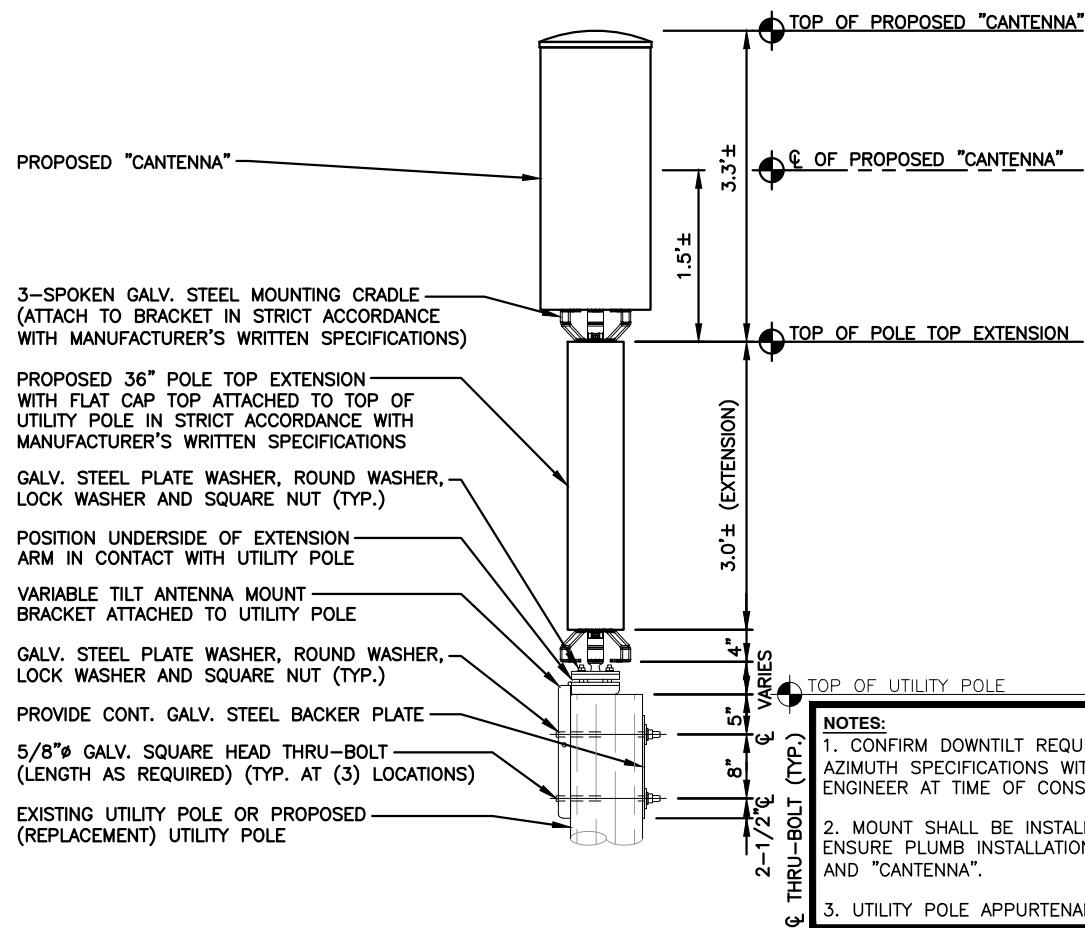 TOP OF PROPOSED "CANTENNA"
PROPOSED "CANTENNA"
℄ OF PROPOSED "CANTENNA"
3.3'±
1.5'±
3-SPOKEN GALV. STEEL MOUNTING CRADLE
(ATTACH TO BRACKET IN STRICT ACCORDANCE
WITH MANUFACTURER'S WRITTEN SPECIFICATIONS)
TOP OF POLE TOP EXTENSION
PROPOSED 36" POLE TOP EXTENSION
WITH FLAT CAP TOP ATTACHED TO TOP OF
UTILITY POLE IN STRICT ACCORDANCE WITH
MANUFACTURER'S WRITTEN SPECIFICATIONS
3.0'± (EXTENSION)
GALV. STEEL PLATE WASHER, ROUND WASHER,
LOCK WASHER AND SQUARE NUT (TYP.)
POSITION UNDERSIDE OF EXTENSION
ARM IN CONTACT WITH UTILITY POLE
VARIABLE TILT ANTENNA MOUNT
BRACKET ATTACHED TO UTILITY POLE
GALV. STEEL PLATE WASHER, ROUND WASHER,
LOCK WASHER AND SQUARE NUT (TYP.)
PROVIDE CONT. GALV. STEEL BACKER PLATE
5/8"ø GALV. SQUARE HEAD THRU-BOLT
(LENGTH AS REQUIRED) (TYP. AT (3) LOCATIONS)
EXISTING UTILITY POLE OR PROPOSED
(REPLACEMENT) UTILITY POLE
4"
VARIES
5"
℄
8"
℄
2-1/2"
℄ THRU-BOLT (TYP.)
TOP OF UTILITY POLE
NOTES:
1. CONFIRM DOWNTILT
AZIMUTH SPECIFICATIONS
ENGINEER AT TIME OF
2. MOUNT SHALL BE
ENSURE PLUMB INSTALLATION
AND "CANTENNA".
3. UTILITY POLE